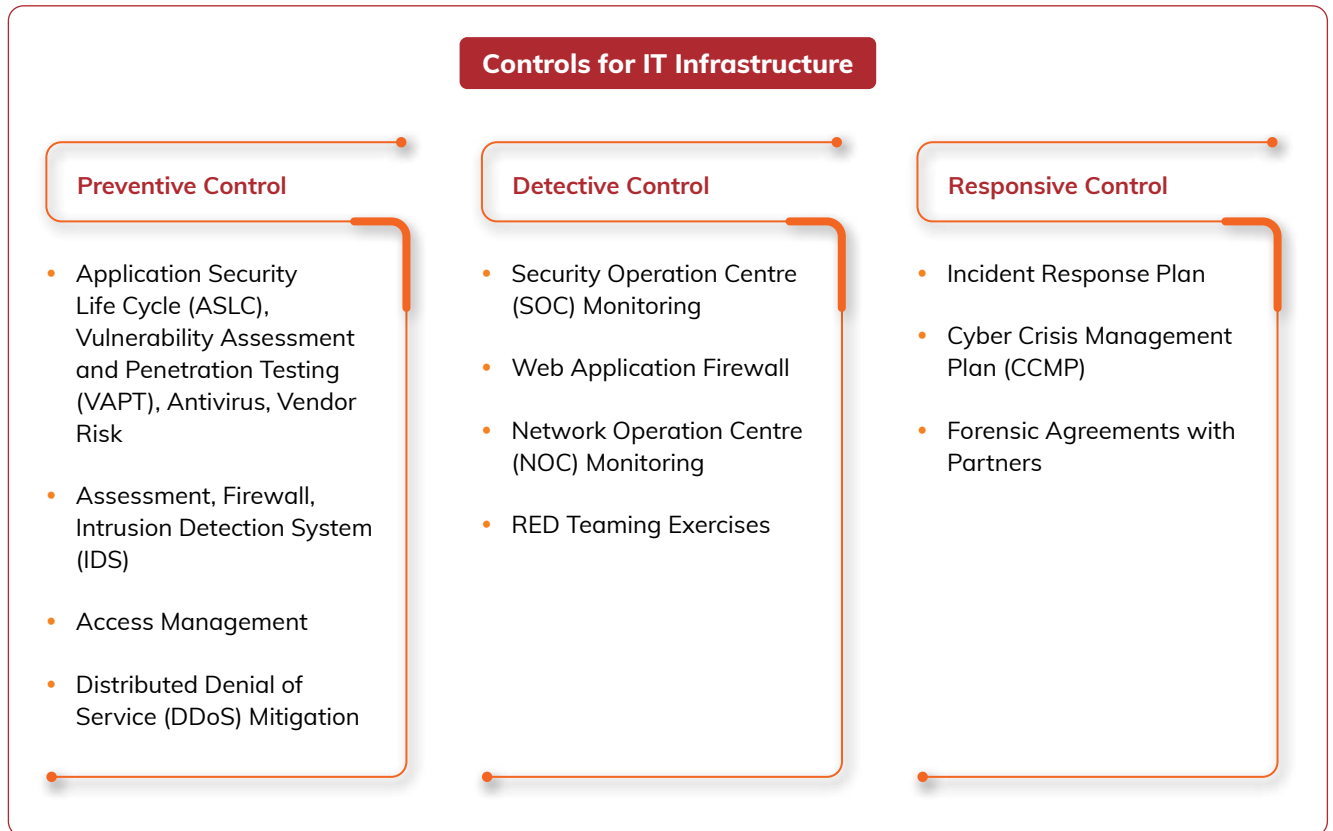 Controls for IT Infrastructure
Preventive Control
• Application Security
Life Cycle (ASLC),
Vulnerability Assessment
and Penetration Testing
(VAPT), Antivirus, Vendor
Risk
• Assessment, Firewall,
Intrusion Detection System
(IDS)
• Access Management
• Distributed Denial of
Service (DDoS) Mitigation
Detective Control
• Security Operation Centre
(SOC) Monitoring
• Web Application Firewall
• Network Operation Centre
(NOC) Monitoring
• RED Teaming Exercises
Responsive Control
• Incident Response Plan
• Cyber Crisis Management
Plan (CCMP)
• Forensic Agreements with
Partners